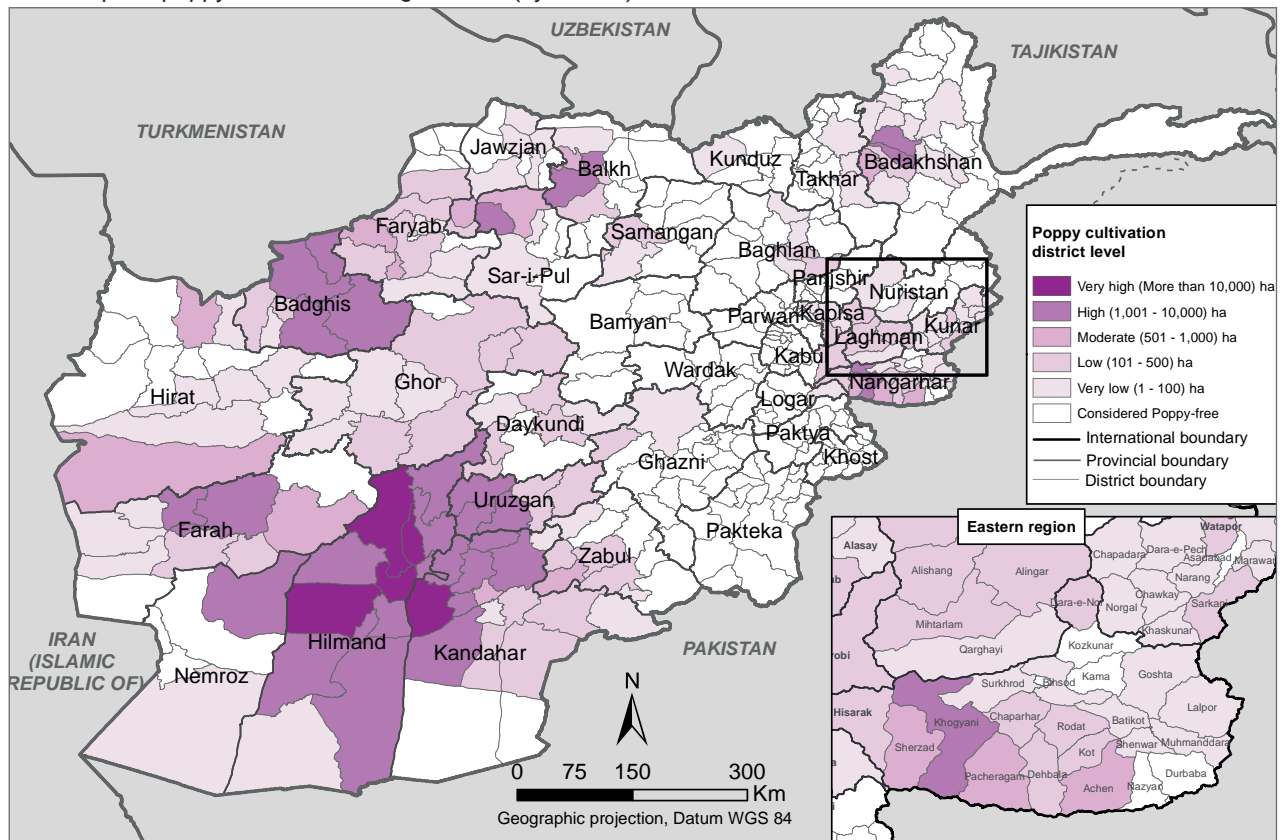 UZBEKISTAN
TAJIKISTAN
TURKMENISTAN
Jawzjan
Balkh
Kunduz
Takhar
Badakhshan
Faryab
Samangan
Baghlan
Sar-i-Pul
Panjshir
Nuristan
Badghis
Bamyan
Parwan
Kapisa
Laghman
Kunar
Kabul
Wardak
Nangarhar
Hirat
Ghor
Logar
Daykundi
Paktya
Khost
Ghazni
Uruzgan
Farah
Pakteka
Zabul
Hilmand
Kandahar
Nemroz
IRAN
(ISLAMIC
REPUBLIC OF)
PAKISTAN
N
0 75 150 300
Km
Geographic projection, Datum WGS 84
Poppy cultivation
district level
Very high (More than 10,000) ha
High (1,001 - 10,000) ha
Moderate (501 - 1,000) ha
Low (101 - 500) ha
Very low (1 - 100) ha
Considered Poppy-free
International boundary
Provincial boundary
District boundary
Eastern region
Watapor
Alasay
Chapadara
Dara-e-Pech
Asadabad
Marawar
Alishang
Alingar
Narang
Dara-e-Nor
Chawkay
Norgal
Sarkani
Mihtarlam
Khaskunar
Qarghayi
Kozkunar
Surkhrod
Bihsod
Kama
Goshta
Hisarak
Lalpor
Khogyani
Chaparhar
Rodat
Batikot
Sherzad
Kot
Shenwar
Muhmanddara
Pacheragam
Dehbala
Achen
Nazyan
Durbaba